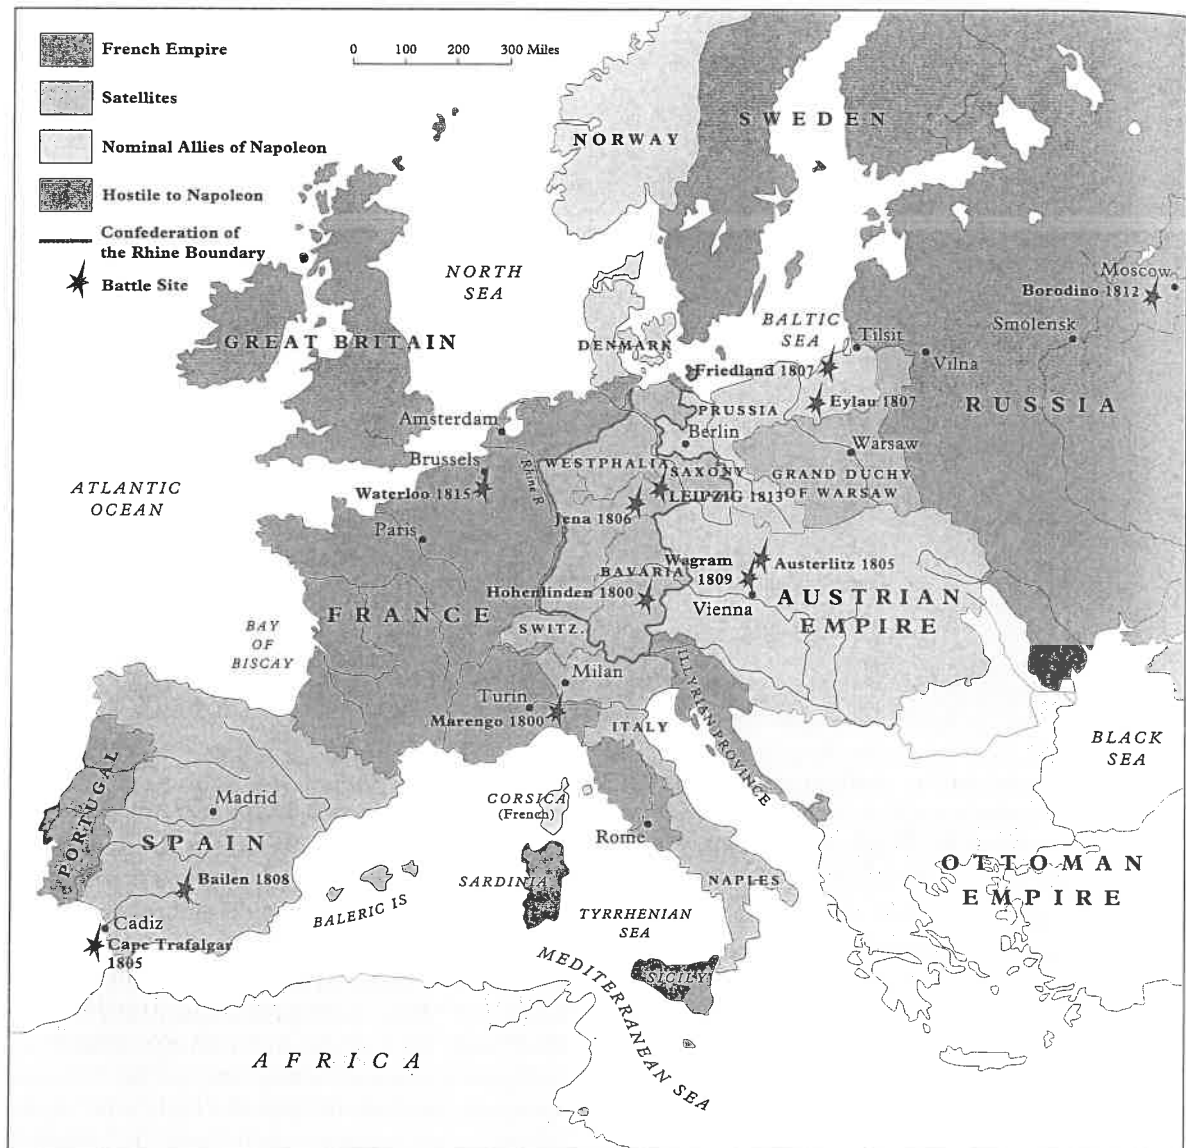 French Empire
Satellites
Nominal Allies of Napoleon
Hostile to Napoleon
Confederation of
the Rhine Boundary
Battle Site
0 100 200 300 Miles
NORWAY
SWEDEN
NORTH
SEA
Moscow
Borodino 1812
GREAT BRITAIN
DENMARK
BALTIC
SEA
Tilsit
Smolensk
Friedland 1807
Vilna
PRUSSIA
Eylau 1807
RUSSIA
Amsterdam
Berlin
Warsaw
Brussels
Rhine R
WESTPHALIA
SAXONY
GRAND DUCHY
OF WARSAW
ATLANTIC
OCEAN
Waterloo 1815
LEIPZIG 1813
Jena 1806
Paris
Wagram
1809
Austerlitz 1805
BAVARIA
Hohenlinden 1800
Vienna
AUSTRIAN
EMPIRE
FRANCE
SWITZ.
BAY
OF
BISCAY
Milan
Turin
Marengo 1800
ITALY
ILLYRIAN PROVINCE
BLACK
SEA
PORTUGAL
Madrid
SPAIN
CORSICA
(French)
Rome
Bailen 1808
BALERIC IS
SARDINIA
NAPLES
OTTOMAN
EMPIRE
TYRRHENIAN
SEA
Cádiz
Cape Trafalgar
1805
SICILY
MEDITERRANEAN SEA
AFRICA